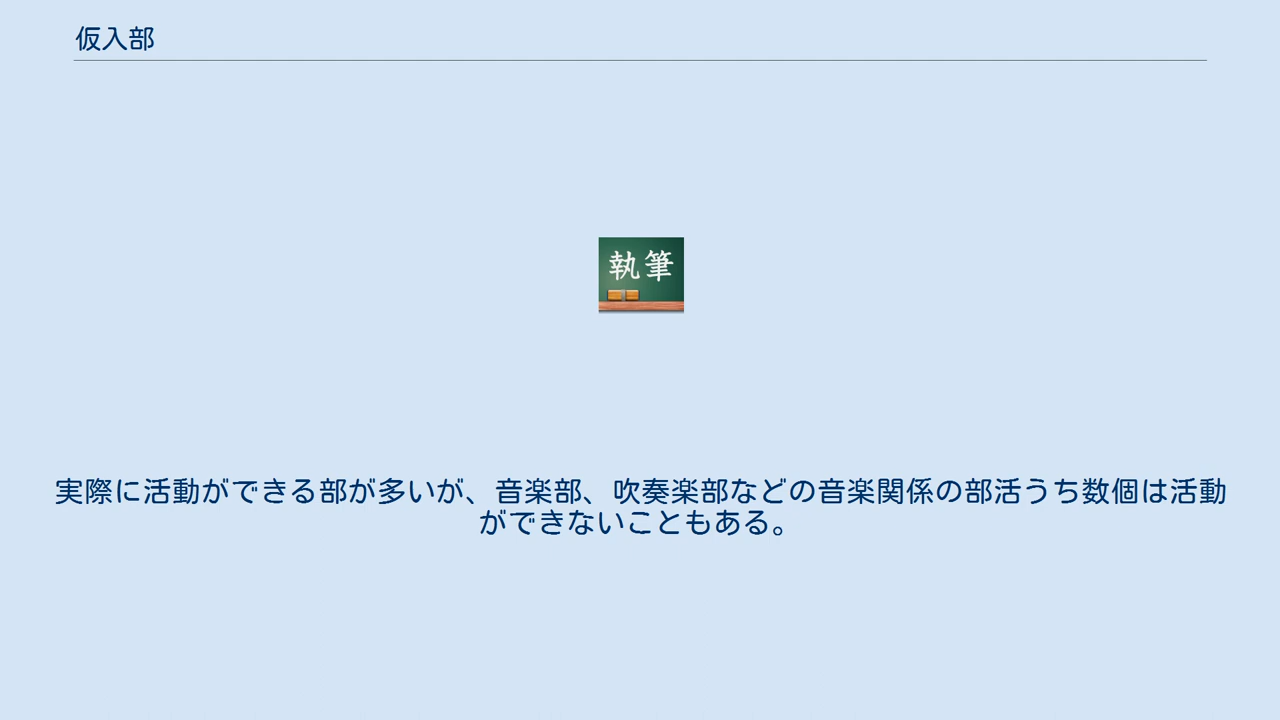 仮入部
執筆
実際に活動ができる部が多いが、音楽部、吹奏楽部などの音楽関係の部活うち数個は活動
ができないこともある。